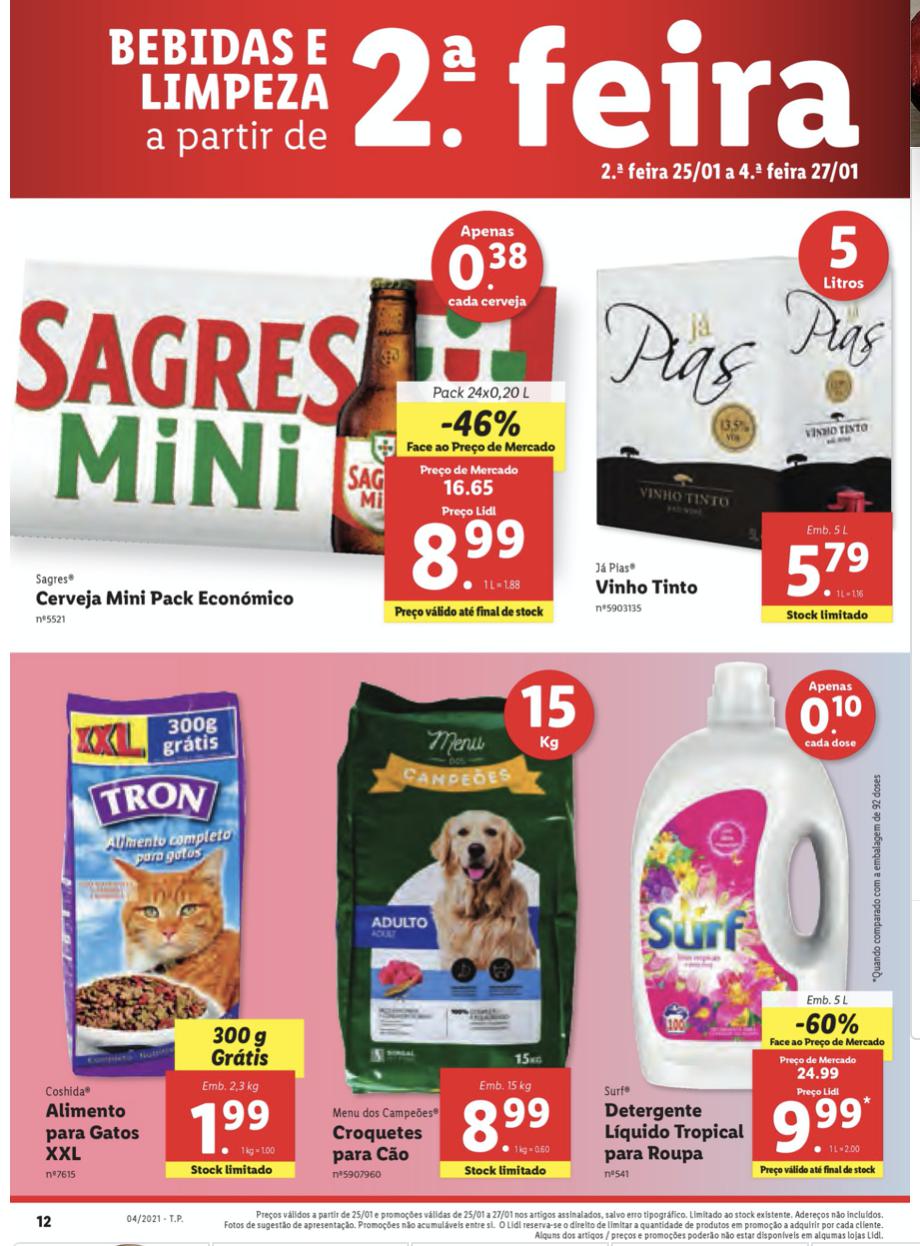 BEBIDAS E
LIMPEZA
a partir de
2.ª feira
2.ª feira 25/01 a 4.ª feira 27/01
Apenas
0.38
cada cerveja
SAGRES
MiNi
SAG
Mi
Pack 24x0,20 L
-46%
Face ao Preço de Mercado
Preço de Mercado
16.65
Preço Lidl
8.99
1 L = 1.88
Preço válido até final de stock
Sagres®
Cerveja Mini Pack Económico
nº5521
5
Litros
já
Pias
já
Pias
13,5%
VOL
VINHO TINTO
RED WINE
VINHO TINTO
Emb. 5 L
5.79
1 L = 1.16
Stock limitado
Já Pias®
Vinho Tinto
nº5903135
XXL
300g
grátis
TRON
Alimento completo
para gatos
300 g
Grátis
Emb. 2,3 kg
1.99
1 kg = 1.00
Stock limitado
Coshida®
Alimento
para Gatos
XXL
nº7615
15
Kg
Menu
DOS
CAMPEÕES
ADULTO
ADULT
100%
15KG
Emb. 15 kg
8.99
1 kg = 0.60
Stock limitado
Menu dos Campeões®
Croquetes
para Cão
nº5907960
Apenas
0.10
cada dose
*Quando comparado com a embalagem de 92 doses
Surf
100
Emb. 5 L
-60%
Face ao Preço de Mercado
Preço de Mercado
24.99
Preço Lidl
9.99*
1 L = 2.00
Preço válido até final de stock
Surf®
Detergente
Líquido Tropical
para Roupa
nº541
12
04/2021 - T.P.
Preços válidos a partir de 25/01 e promoções válidas de 25/01 a 27/01 nos artigos assinalados, salvo erro tipográfico. Limitado ao stock existente. Adereços não incluídos.
Fotos de sugestão de apresentação. Promoções não acumuláveis entre si. O Lidl reserva-se o direito de limitar a quantidade de produtos em promoção a adquirir por cada cliente.
Alguns dos artigos / preços e promoções poderão não estar disponíveis em algumas lojas Lidl.